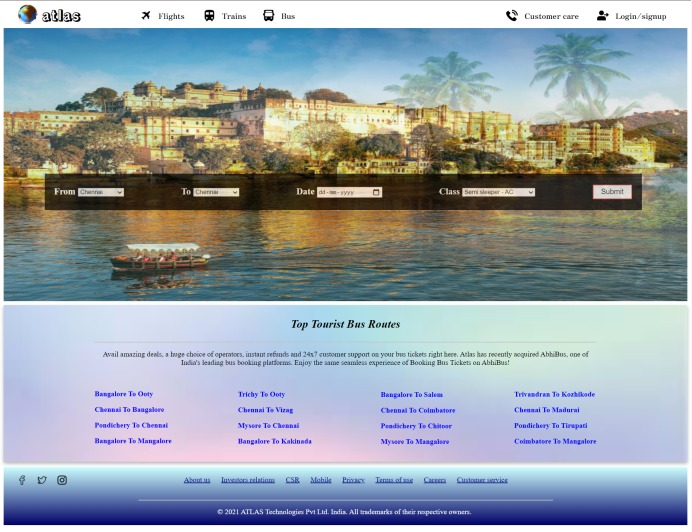 atlas
Flights Trains Bus Customer care Login/signup
From Chennai To Chennai Date dd-mm-yyyy Class Semi sleeper - AC Submit
Top Tourist Bus Routes
Avail amazing deals, a huge choice of operators, instant refunds and 24x7 customer support on your bus tickets right here. Atlas has recently acquired AbhiBus, one of
India's leading bus booking platforms. Enjoy the same seamless experience of Booking Bus Tickets on AbhiBus!
Bangalore To Ooty Trichy To Ooty Bangalore To Salem Trivandran To Kozhikode
Chennai To Bangalore Chennai To Vizag Chennai To Coimbatore Chennai To Madurai
Pondichery To Chennai Mysore To Chennai Pondichery To Chitoor Pondichery To Tirupati
Bangalore To Mangalore Bangalore To Kakinada Mysore To Mangalore Coimbatore To Mangalore
About us Investors relations CSR Mobile Privacy Terms of use Careers Customer service
© 2021 ATLAS Technologies Pvt Ltd. India. All trademarks of their respective owners.